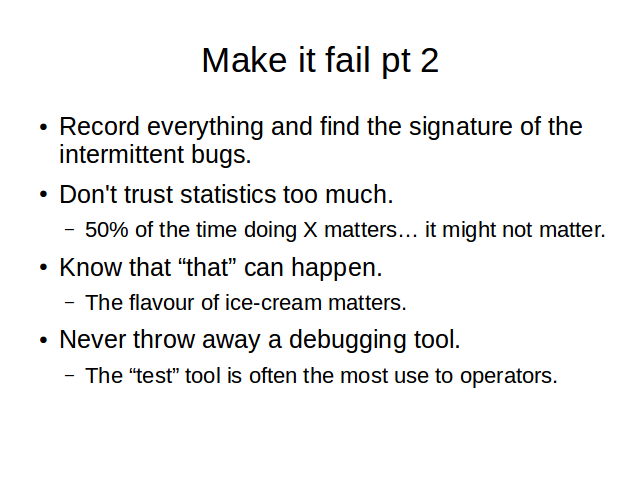 Make it fail pt 2
• Record everything and find the signature of the
intermittent bugs.
• Don't trust statistics too much.
– 50% of the time doing X matters… it might not matter.
• Know that “that” can happen.
– The flavour of ice-cream matters.
• Never throw away a debugging tool.
– The “test” tool is often the most use to operators.